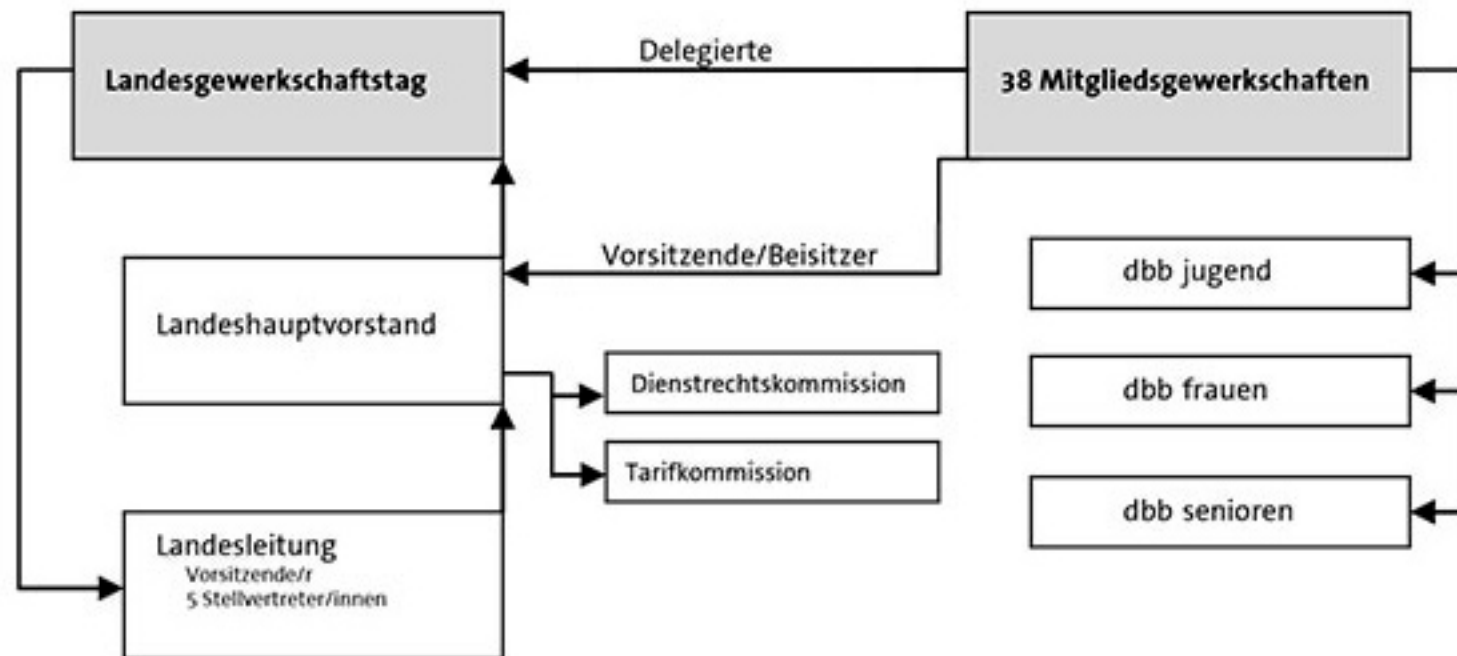 Landesgewerkschaftstag
Delegierte
38 Mitgliedsgewerkschaften
Vorsitzende/Beisitzer
dbb jugend
Landeshauptvorstand
Dienstrechtskommission
dbb frauen
Tarifkommission
dbb senioren
Landesleitung
Vorsitzende/r
5 Stellvertreter/innen